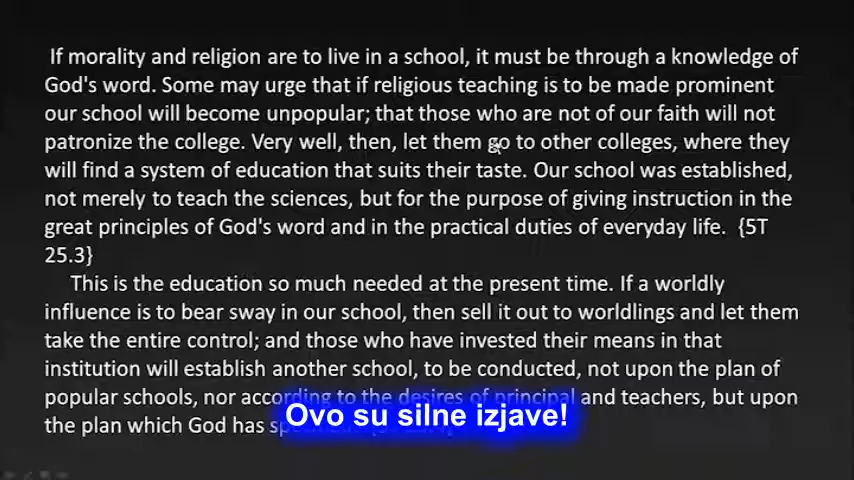 If morality and religion are to live in a school, it must be through a knowledge of
God's word. Some may urge that if religious teaching is to be made prominent
our school will become unpopular; that those who are not of our faith will not
patronize the college. Very well, then, let them go to other colleges, where they
will find a system of education that suits their taste. Our school was established,
not merely to teach the sciences, but for the purpose of giving instruction in the
great principles of God's word and in the practical duties of everyday life. {5T
25.3}
This is the education so much needed at the present time. If a worldly
influence is to bear sway in our school, then sell it out to worldlings and let them
take the entire control; and those who have invested their means in that
institution will establish another school, to be conducted, not upon the plan of
popular schools, nor according to the desires of principal and teachers, but upon
the plan which God has
Ovo su silne izjave!